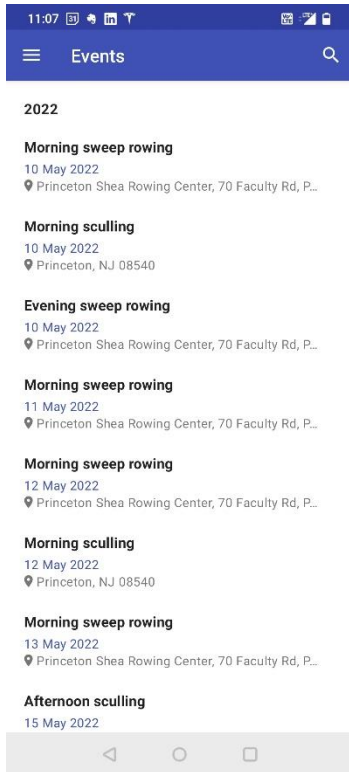 11:07 31 in
Events
2022
Morning sweep rowing
10 May 2022
Princeton Shea Rowing Center, 70 Faculty Rd, P...
Morning sculling
10 May 2022
Princeton, NJ 08540
Evening sweep rowing
10 May 2022
Princeton Shea Rowing Center, 70 Faculty Rd, P...
Morning sweep rowing
11 May 2022
Princeton Shea Rowing Center, 70 Faculty Rd, P...
Morning sweep rowing
12 May 2022
Princeton Shea Rowing Center, 70 Faculty Rd, P...
Morning sculling
12 May 2022
Princeton, NJ 08540
Morning sweep rowing
13 May 2022
Princeton Shea Rowing Center, 70 Faculty Rd, P...
Afternoon sculling
15 May 2022